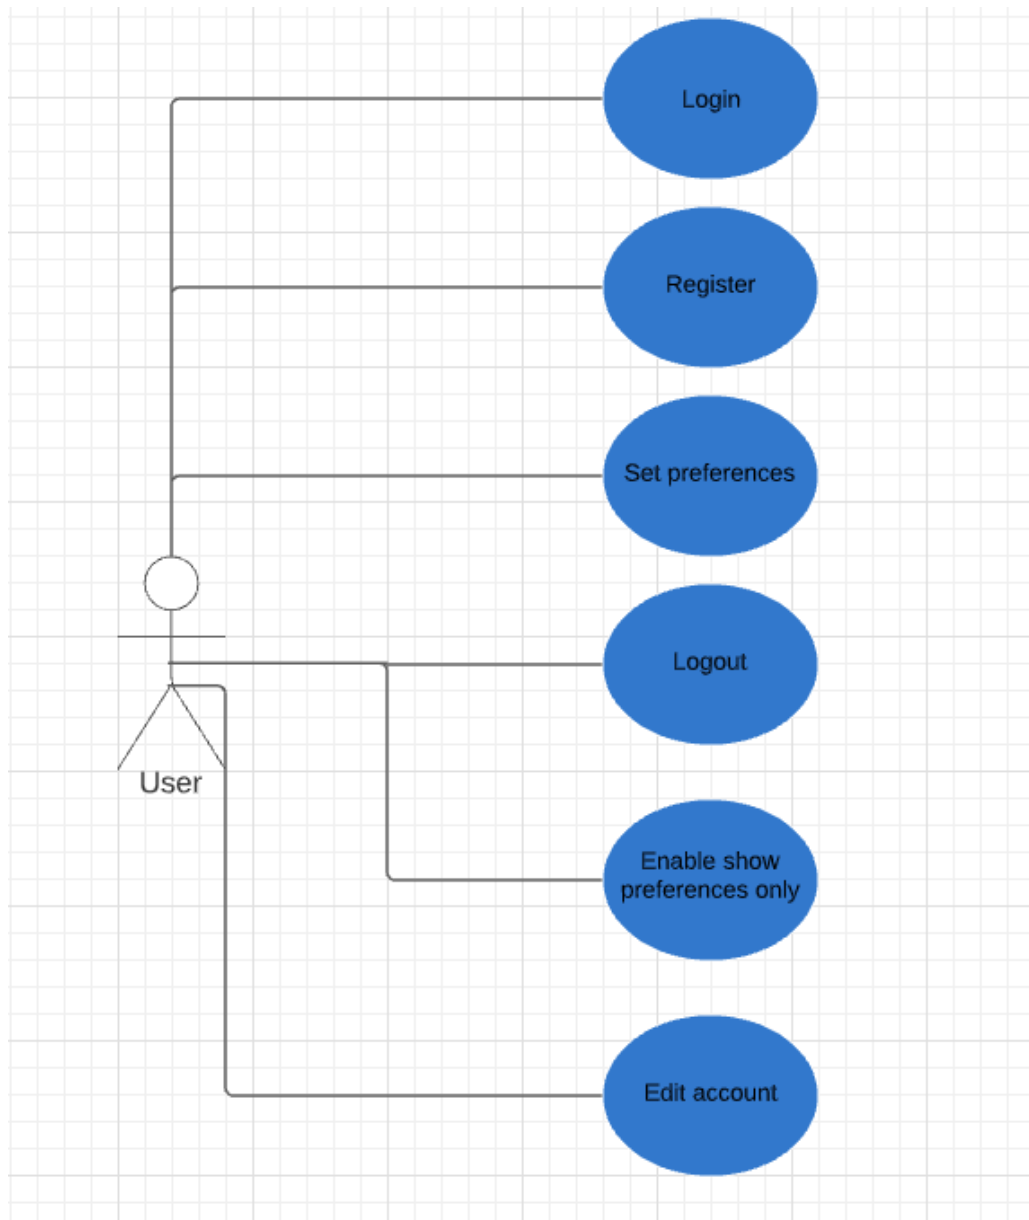 Login
Register
Set preferences
Logout
User
Enable show
preferences only
Edit account